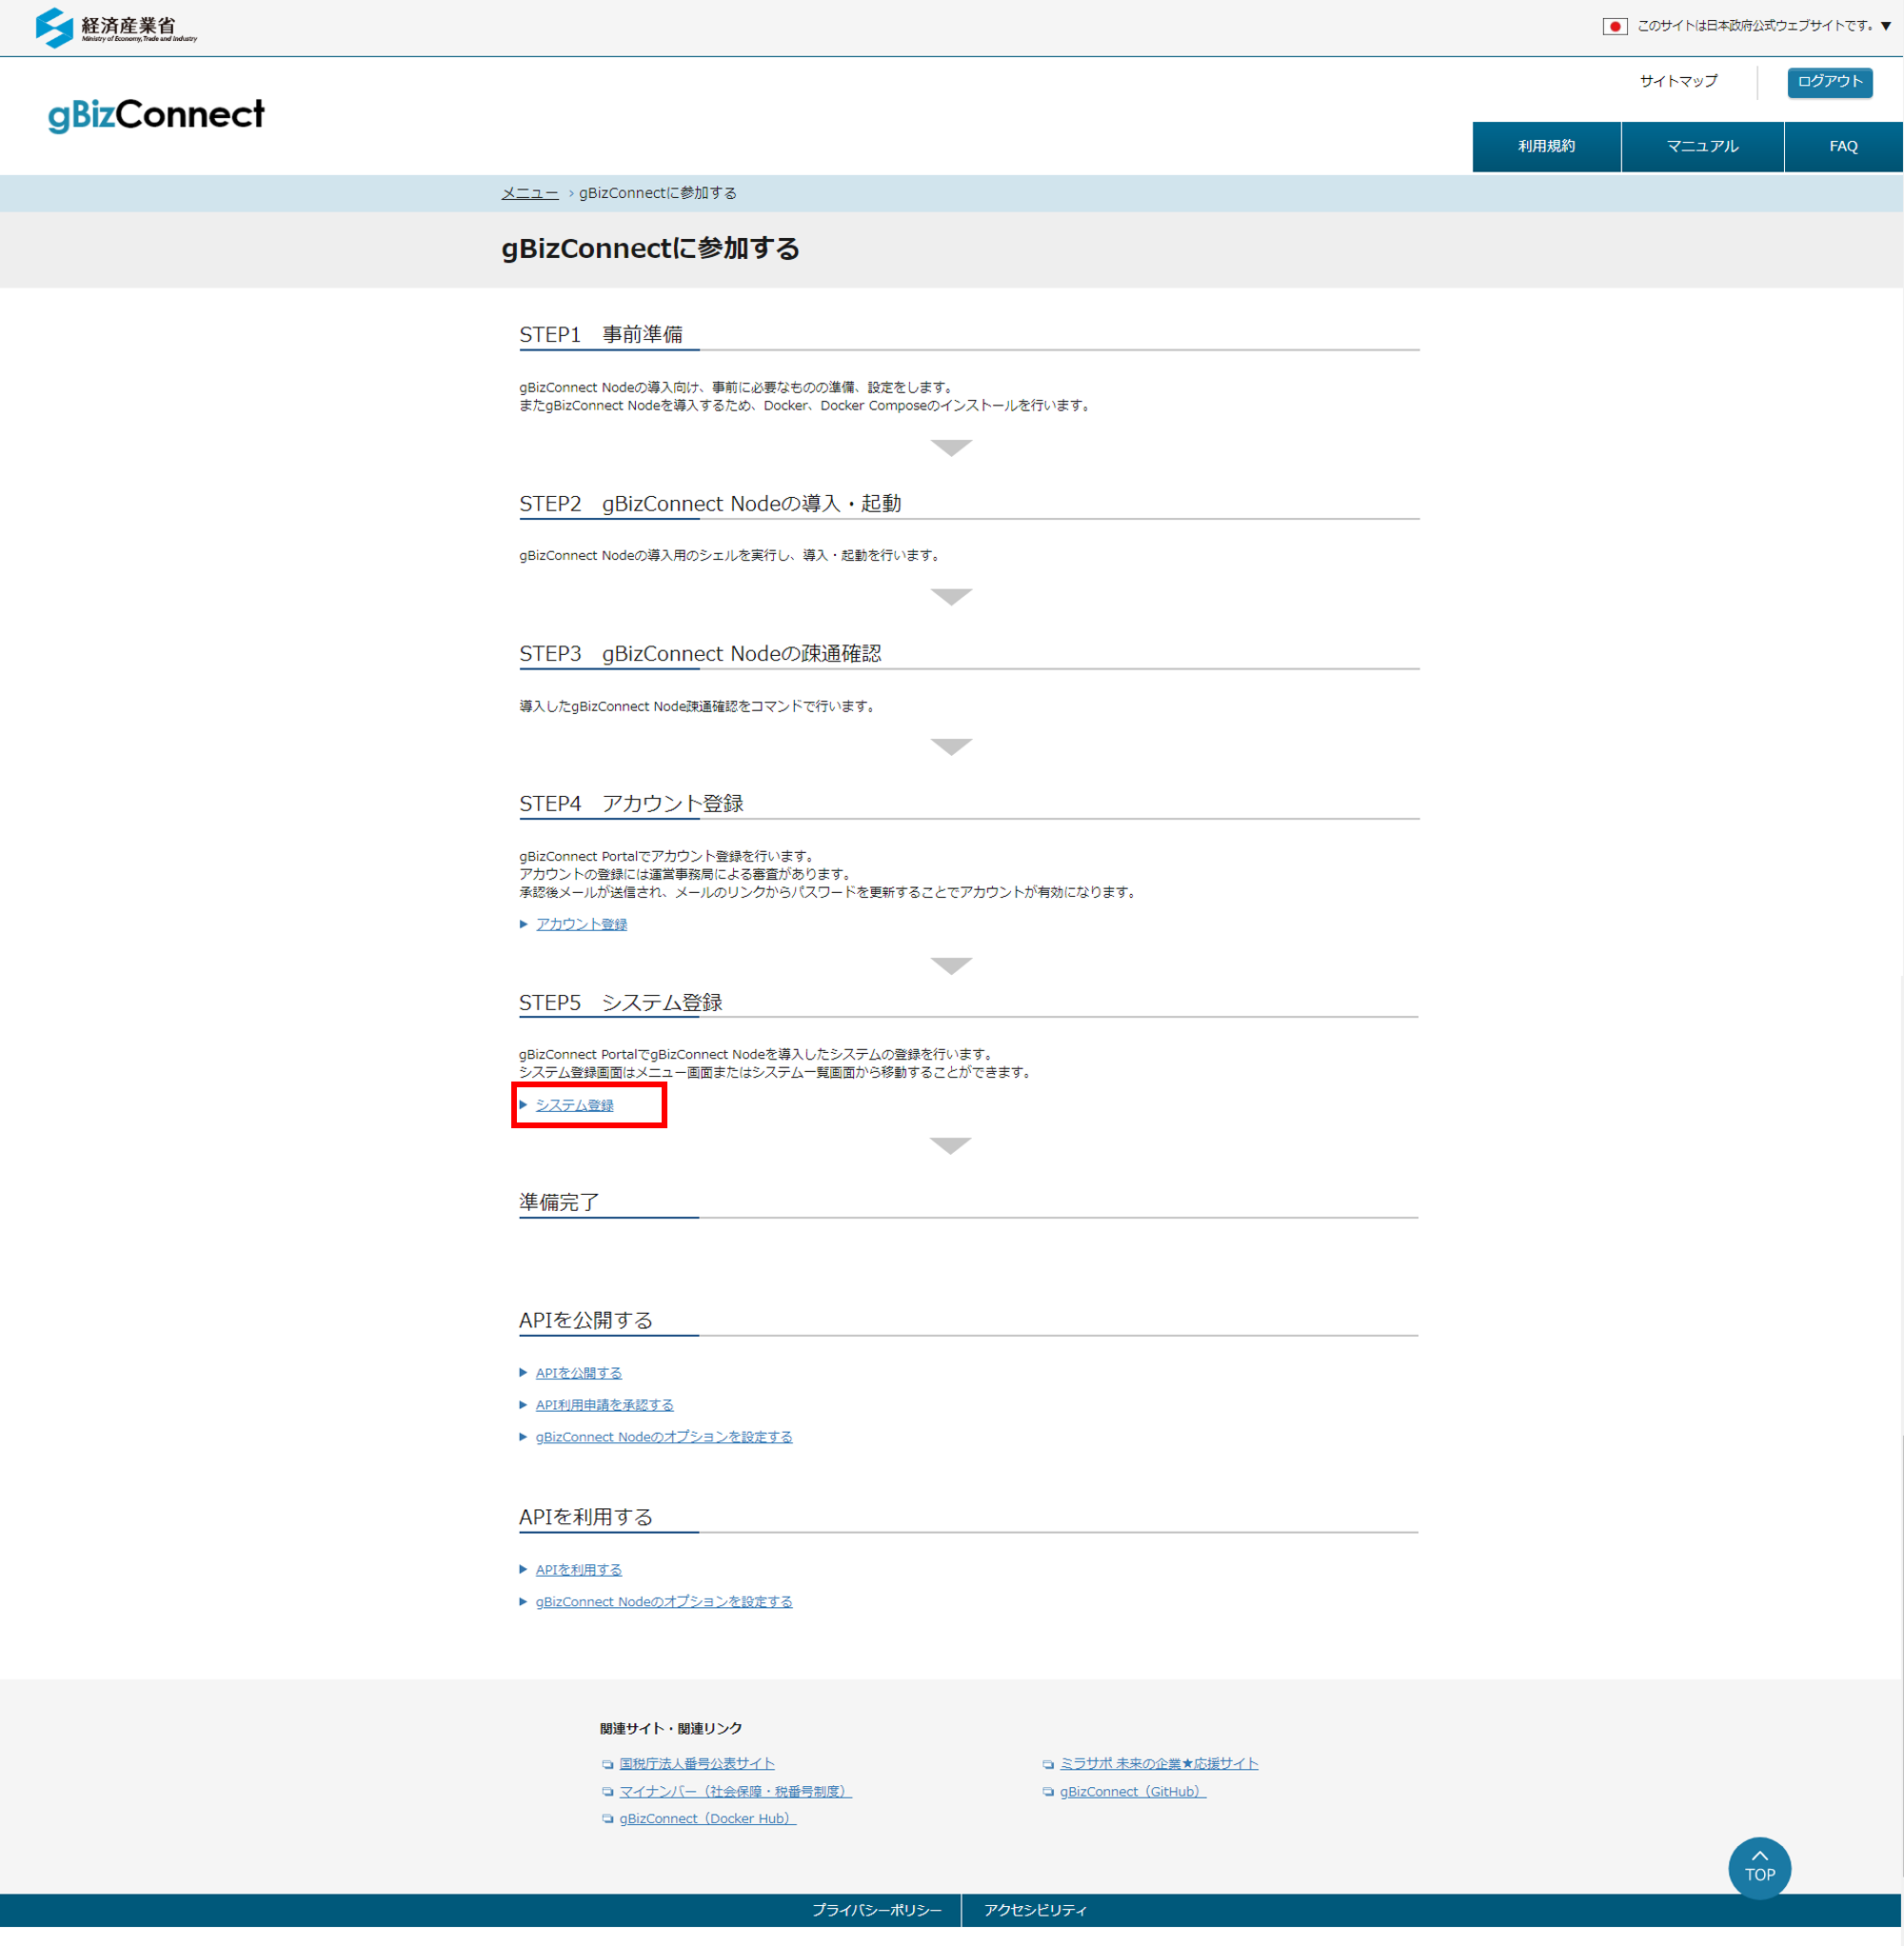 経済産業省
Ministry of Economy, Trade and Industry
このサイトは日本政府公式ウェブサイトです。▼
サイトマップ
ログアウト
gBizConnect
利用規約
マニュアル
FAQ
メニュー > gBizConnectに参加する
gBizConnectに参加する
STEP1　事前準備
gBizConnect Nodeの導入向け、事前に必要なものの準備、設定をします。
またgBizConnect Nodeを導入するため、Docker、Docker Composeのインストールを行います。
STEP2　gBizConnect Nodeの導入・起動
gBizConnect Nodeの導入用のシェルを実行し、導入・起動を行います。
STEP3　gBizConnect Nodeの疎通確認
導入したgBizConnect Node疎通確認をコマンドで行います。
STEP4　アカウント登録
gBizConnect Portalでアカウント登録を行います。
アカウントの登録には運営事務局による審査があります。
承認後メールが送信され、メールのリンクからパスワードを更新することでアカウントが有効になります。
アカウント登録
STEP5　システム登録
gBizConnect PortalでgBizConnect Nodeを導入したシステムの登録を行います。
システム登録画面はメニュー画面またはシステム一覧画面から移動することができます。
システム登録
準備完了
APIを公開する
APIを公開する
API利用申請を承認する
gBizConnect Nodeのオプションを設定する
APIを利用する
APIを利用する
gBizConnect Nodeのオプションを設定する
関連サイト・関連リンク
国税庁法人番号公表サイト
ミラサポ 未来の企業★応援サイト
マイナンバー（社会保障・税番号制度）
gBizConnect（GitHub）
gBizConnect（Docker Hub）
TOP
プライバシーポリシー
アクセシビリティ